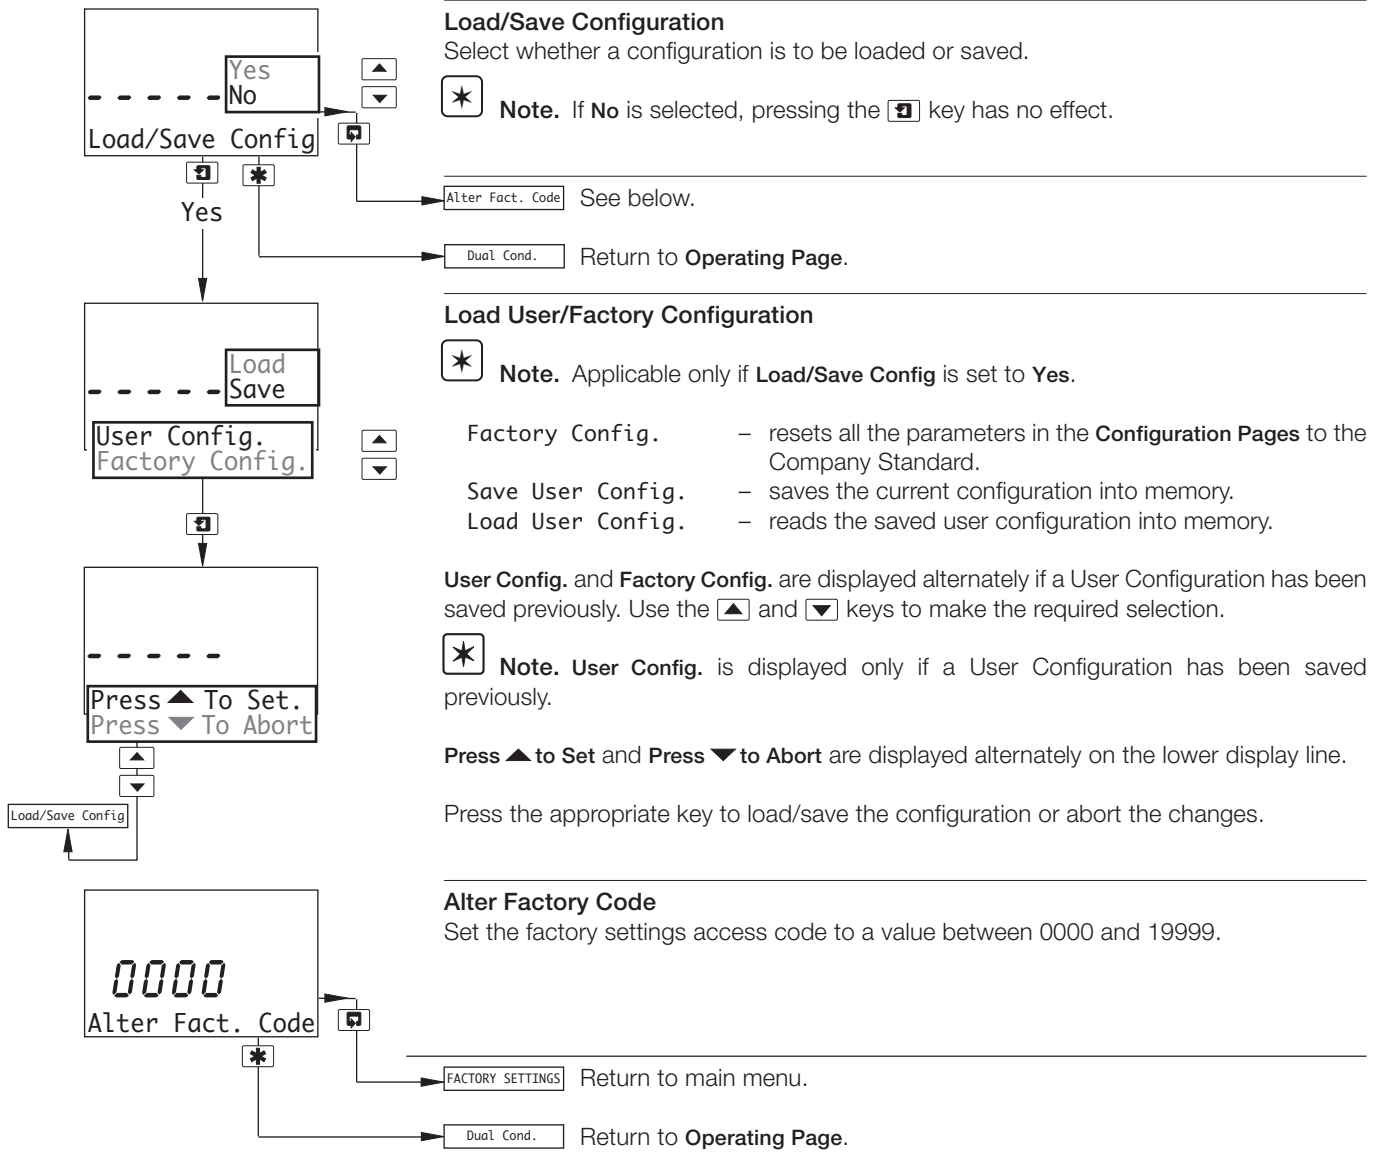 Load/Save Configuration
Select whether a configuration is to be loaded or saved.
Yes
No
- - - - -
Load/Save Config
Note. If No is selected, pressing the key has no effect.
Yes
Alter Fact. Code See below.
Dual Cond. Return to Operating Page.
Load User/Factory Configuration
Load
Save
- - - - -
User Config.
Factory Config.
Note. Applicable only if Load/Save Config is set to Yes.
Factory Config. – resets all the parameters in the Configuration Pages to the
Company Standard.
Save User Config. – saves the current configuration into memory.
Load User Config. – reads the saved user configuration into memory.
User Config. and Factory Config. are displayed alternately if a User Configuration has been
saved previously. Use the ▲ and ▼ keys to make the required selection.
Note. User Config. is displayed only if a User Configuration has been saved
previously.
- - - - -
Press ▲ To Set.
Press ▼ To Abort
Press ▲ to Set and Press ▼ to Abort are displayed alternately on the lower display line.
Load/Save Config
Press the appropriate key to load/save the configuration or abort the changes.
Alter Factory Code
Set the factory settings access code to a value between 0000 and 19999.
0000
Alter Fact. Code
FACTORY SETTINGS Return to main menu.
Dual Cond. Return to Operating Page.